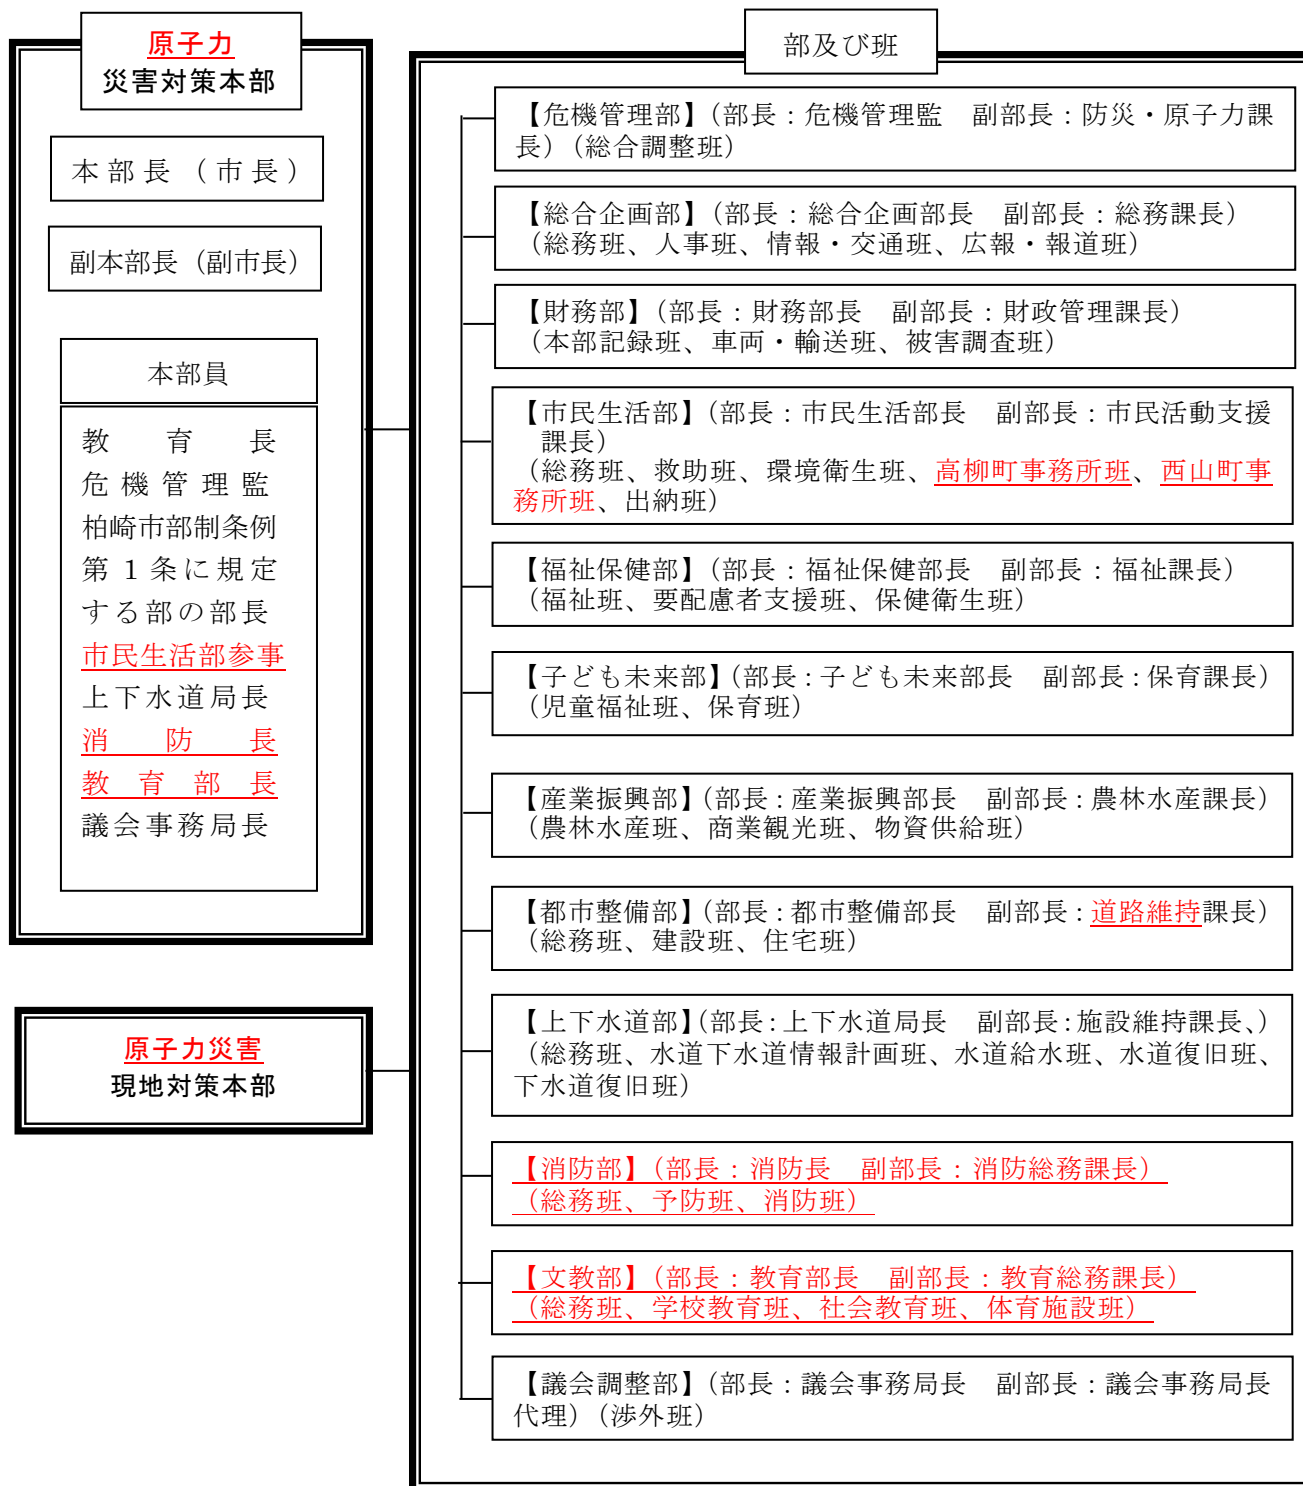 原子力
災害対策本部
本部長（市長）
副本部長（副市長）
本部員
教育長
危機管理監
柏崎市部制条例
第1条に規定
する部の部長
市民生活部参事
上下水道局長
消防長
教育部長
議会事務局長
原子力災害
現地対策本部
部及び班
【危機管理部】（部長：危機管理監　副部長：防災・原子力課
長）（総合調整班）
【総合企画部】（部長：総合企画部長　副部長：総務課長）
（総務班、人事班、情報・交通班、広報・報道班）
【財務部】（部長：財務部長　副部長：財政管理課長）
（本部記録班、車両・輸送班、被害調査班）
【市民生活部】（部長：市民生活部長　副部長：市民活動支援
課長）
（総務班、救助班、環境衛生班、高柳町事務所班、西山町事
務所班、出納班）
【福祉保健部】（部長：福祉保健部長　副部長：福祉課長）
（福祉班、要配慮者支援班、保健衛生班）
【子ども未来部】（部長：子ども未来部長　副部長：保育課長）
（児童福祉班、保育班）
【産業振興部】（部長：産業振興部長　副部長：農林水産課長）
（農林水産班、商業観光班、物資供給班）
【都市整備部】（部長：都市整備部長　副部長：道路維持課長）
（総務班、建設班、住宅班）
【上下水道部】（部長：上下水道局長　副部長：施設維持課長、）
（総務班、水道下水道情報計画班、水道給水班、水道復旧班、
下水道復旧班）
【消防部】（部長：消防長　副部長：消防総務課長）
（総務班、予防班、消防班）
【文教部】（部長：教育部長　副部長：教育総務課長）
（総務班、学校教育班、社会教育班、体育施設班）
【議会調整部】（部長：議会事務局長　副部長：議会事務局長
代理）（渉外班）